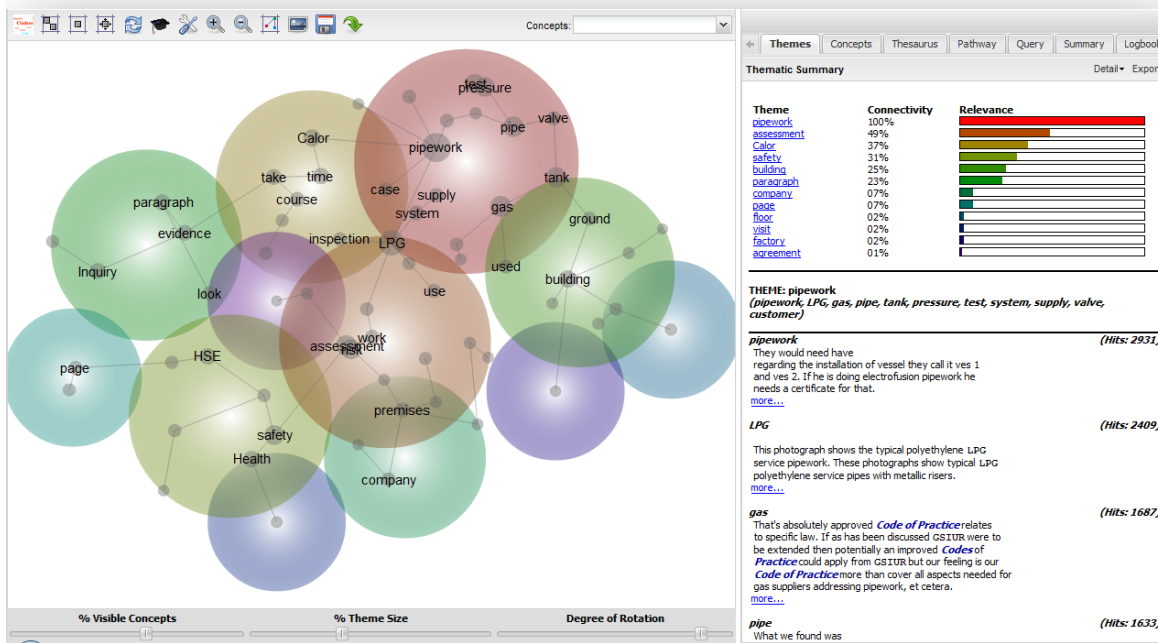 Concepts:
test
pressure
valve
pipe
Calor
pipework
take
time
tank
case
course
supply
paragraph
gas
system
ground
evidence
inspection
LPG
Inquiry
used
building
look
use
work
assessment
risk
HSE
page
premises
safety
Health
company
% Visible Concepts
% Theme Size
Degree of Rotation
Themes
Concepts
Thesaurus
Pathway
Query
Summary
Logbook
Thematic Summary
Detail
Expor
Theme Connectivity Relevance
pipework 100%
assessment 49%
Calor 37%
safety 31%
building 25%
paragraph 23%
company 07%
page 07%
floor 02%
visit 02%
factory 02%
agreement 01%
THEME: pipework
(pipework, LPG, gas, pipe, tank, pressure, test, system, supply, valve,
customer)
pipework (Hits: 2931)
They would need have
regarding the installation of vessel they call it ves 1
and ves 2. If he is doing electrofusion pipework he
needs a certificate for that.
more...
LPG (Hits: 2409)
This photograph shows the typical polyethylene LPG
service pipework. These photographs show typical LPG
polyethylene service pipes with metallic risers.
more...
gas (Hits: 1687)
That's absolutely approved Code of Practice relates
to specific law. If as has been discussed GSIUR were to
be extended then potentially an improved Codes of
Practice could apply from GSIUR but our feeling is our
Code of Practice more than cover all aspects needed for
gas suppliers addressing pipework, et cetera.
more...
pipe (Hits: 1633)
What we found was